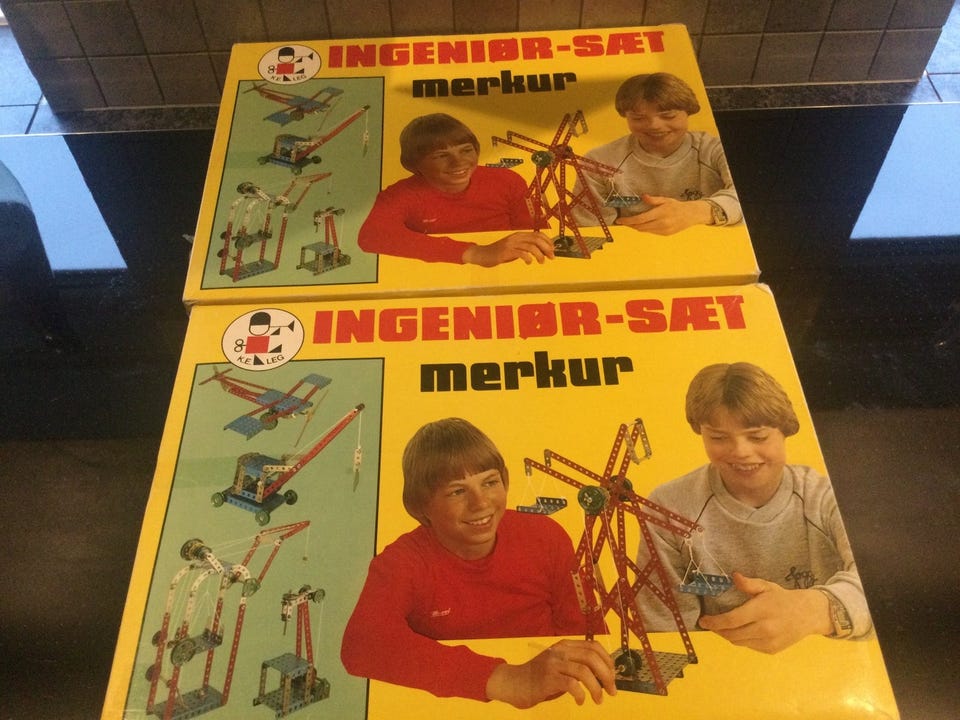 INGENIØR-SÆT
merkur
K.E. LEG
INGENIØR-SÆT
merkur
K.E. LEG